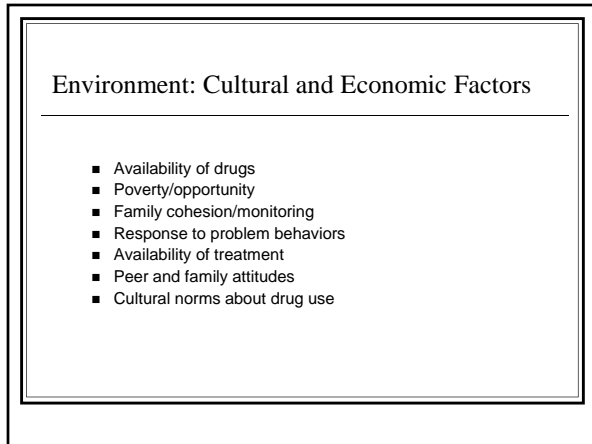 Environment: Cultural and Economic Factors
■ Availability of drugs
■ Poverty/opportunity
■ Family cohesion/monitoring
■ Response to problem behaviors
■ Availability of treatment
■ Peer and family attitudes
■ Cultural norms about drug use